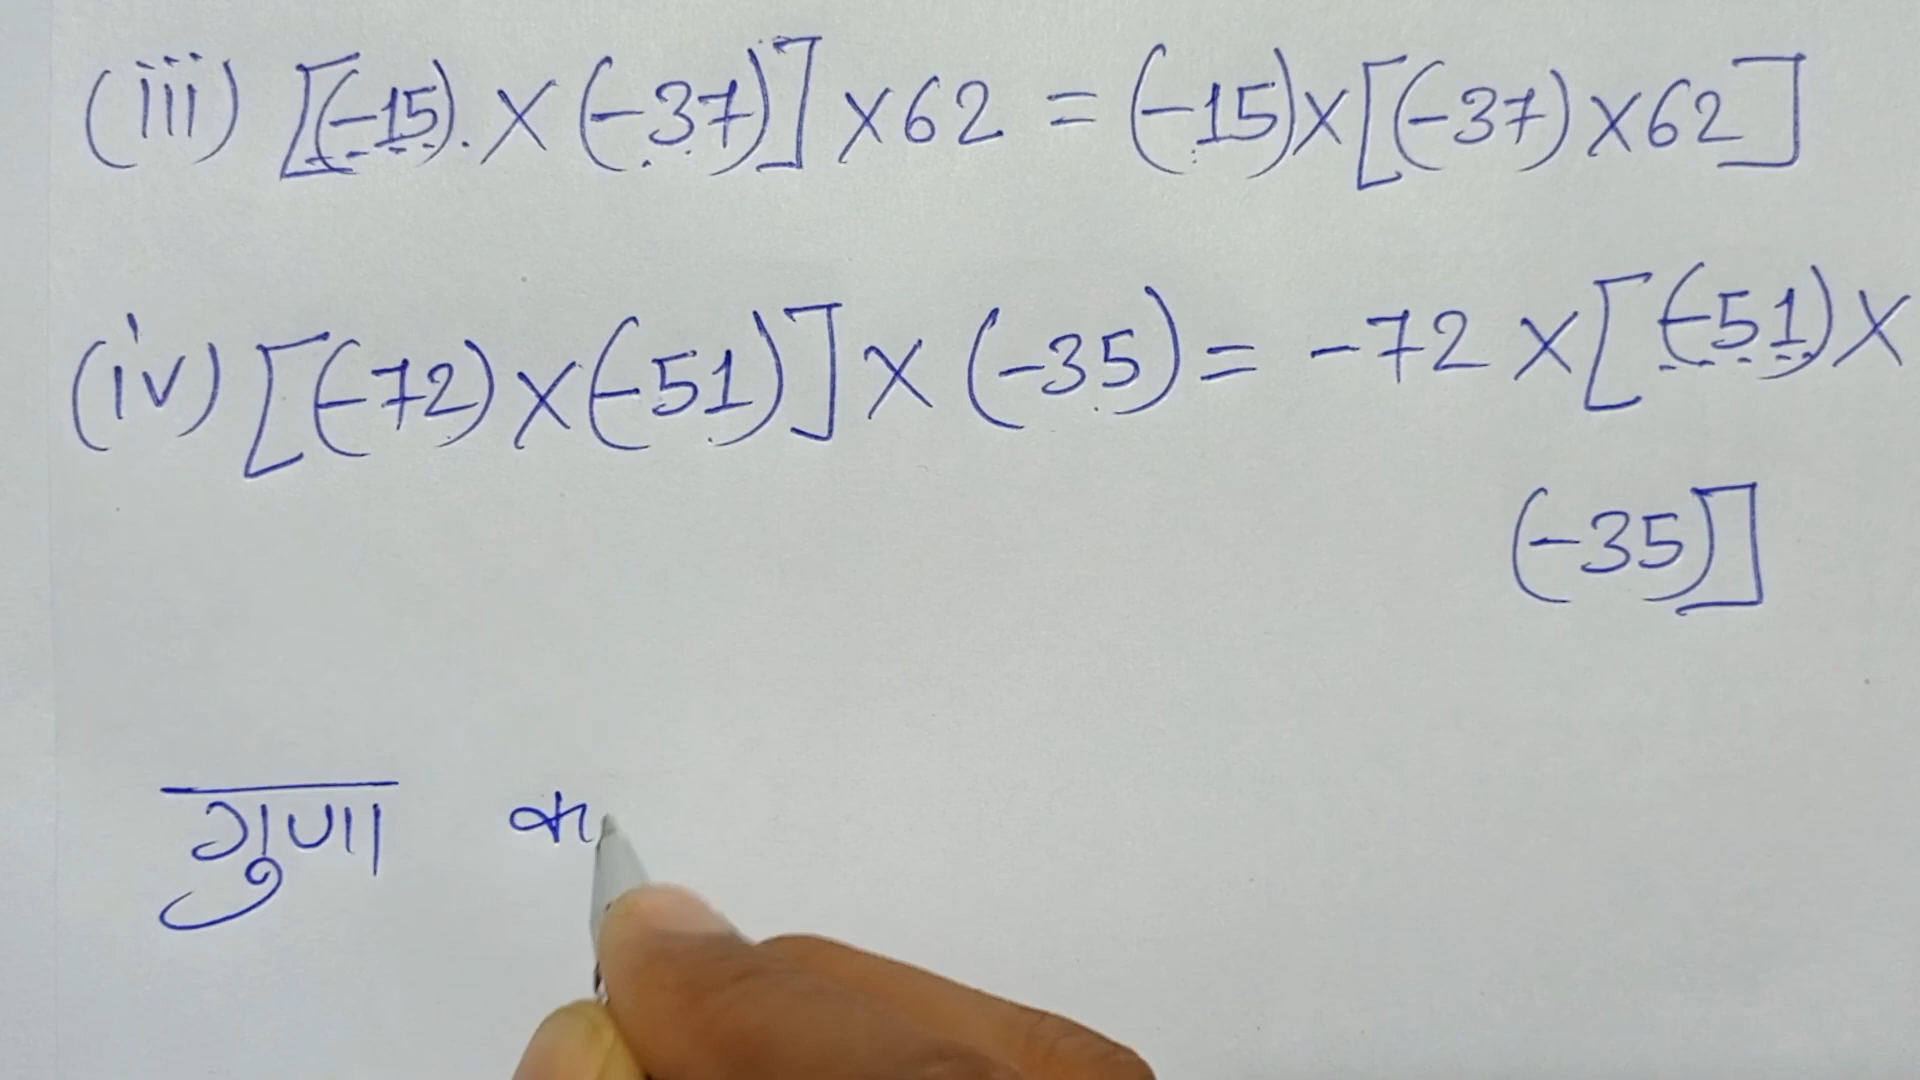 (iii) [(-15) × (-37)] × 62 = (-15) × [(-37) × 62]
(iv) [(-72) × (-51)] × (-35) = -72 × [(-51) ×
(-35)]
गुणा